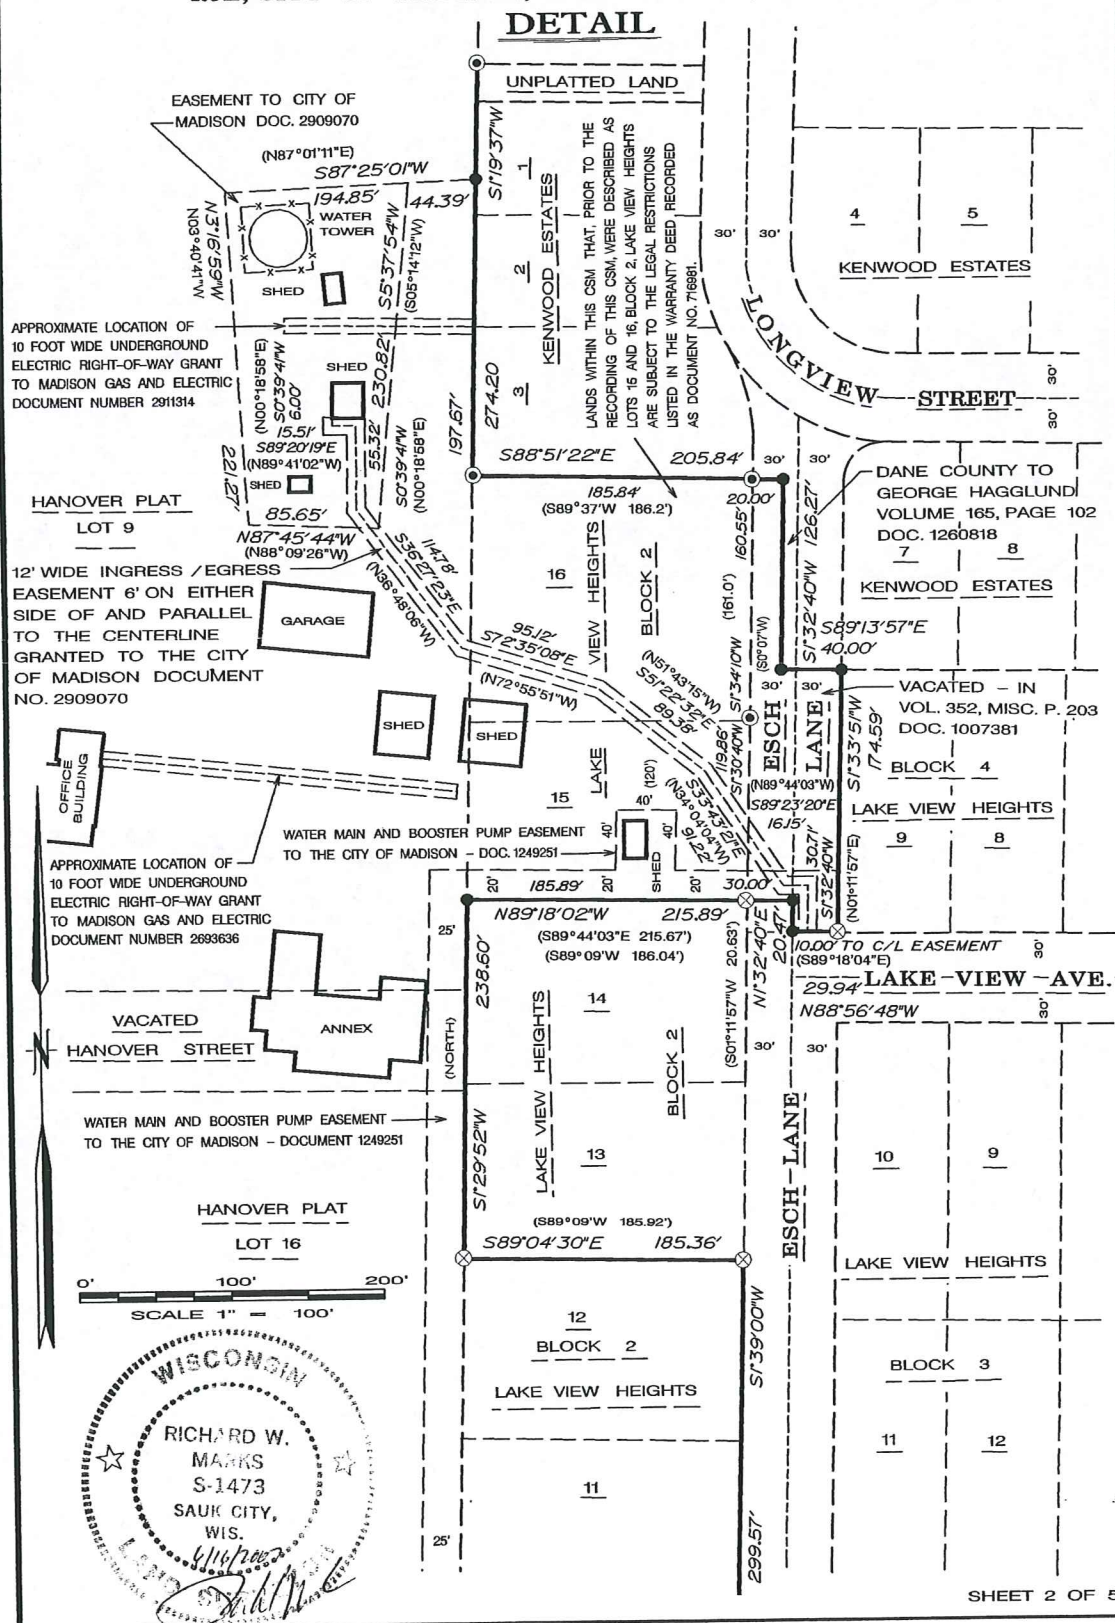 DETAIL
UNPLATTED LAND
EASEMENT TO CITY OF
MADISON DOC. 2909070
(N87°01'11"E)
S87°25'01"W
194.85'
44.39'
WATER
TOWER
SHED
N3°16'59"W
N03°40'41"W
S5°37'54"W
(S05°14'12"W)
230.82'
S1°19'37"W
1
2
3
KENWOOD ESTATES
274.20
197.67'
LANDS WITHIN THIS CSM THAT, PRIOR TO THE
RECORDING OF THIS CSM, WERE DESCRIBED AS
LOTS 15 AND 16, BLOCK 2, LAKE VIEW HEIGHTS
ARE SUBJECT TO THE LEGAL RESTRICTIONS
LISTED IN THE WARRANTY DEED RECORDED
AS DOCUMENT NO. 716981.
30'
30'
4
5
KENWOOD ESTATES
LONGVIEW STREET
30'
30'
APPROXIMATE LOCATION OF
10 FOOT WIDE UNDERGROUND
ELECTRIC RIGHT-OF-WAY GRANT
TO MADISON GAS AND ELECTRIC
DOCUMENT NUMBER 2911314
SHED
(N00°18'58"E)
S0°39'41"W
6.00'
15.51'
S89°20'19"E
(N89°41'02"W)
55.32'
S0°39'41"W
(N00°18'58"E)
221.27'
SHED
85.65'
N87°45'44"W
(N88°09'26"W)
HANOVER PLAT
LOT 9
12' WIDE INGRESS / EGRESS
EASEMENT 6' ON EITHER
SIDE OF AND PARALLEL
TO THE CENTERLINE
GRANTED TO THE CITY
OF MADISON DOCUMENT
NO. 2909070
GARAGE
114.78'
S36°27'23"E
(N36°48'06"W)
S88°51'22"E
205.84'
185.84'
(S89°37'W 186.2')
20.00'
30'
30'
126.27'
S1°32'40"W
160.55'
(161.0')
S1°34'10"W
(S0°07'W)
DANE COUNTY TO
GEORGE HAGGLUND
VOLUME 165, PAGE 102
DOC. 1260818
7
8
KENWOOD ESTATES
S89°13'57"E
40.00'
16
LAKE VIEW HEIGHTS
BLOCK 2
95.12'
S72°35'08"E
(N72°55'51"W)
(N51°43'15"W)
S51°22'32"E
89.38'
119.86'
S1°30'40"W
(120')
30'
30'
ESCH LANE
VACATED - IN
VOL. 352, MISC. P. 203
DOC. 1007381
S1°33'51"W
174.59'
BLOCK 4
LAKE VIEW HEIGHTS
9
8
(N89°44'03"W)
S89°23'20"E
16.15'
S33°43'21"E
(N34°04'04"W)
91.22'
30.71'
S1°32'40"W
(N01°11'57"E)
SHED
SHED
OFFICE
BUILDING
15
40'
40'
40'
SHED
WATER MAIN AND BOOSTER PUMP EASEMENT
TO THE CITY OF MADISON - DOC. 1249251
APPROXIMATE LOCATION OF
10 FOOT WIDE UNDERGROUND
ELECTRIC RIGHT-OF-WAY GRANT
TO MADISON GAS AND ELECTRIC
DOCUMENT NUMBER 2693636
20'
185.89'
20'
20'
30.00'
N89°18'02"W
215.89'
(S89°44'03"E 215.67')
(S89°09'W 186.04')
25'
238.60'
20.47'
N1°32'40"E
(S01°11'57"W 20.63')
10.00' TO C/L EASEMENT
(S89°18'04"E)
30'
LAKE VIEW AVE.
29.94'
N88°56'48"W
30'
30'
30'
VACATED
HANOVER STREET
ANNEX
N
(NORTH)
14
LAKE VIEW HEIGHTS
BLOCK 2
13
WATER MAIN AND BOOSTER PUMP EASEMENT
TO THE CITY OF MADISON - DOCUMENT 1249251
S1°29'52"W
ESCH LANE
10
9
HANOVER PLAT
LOT 16
(S89°09'W 185.92')
S89°04'30"E
185.36'
LAKE VIEW HEIGHTS
0'
100'
200'
SCALE 1" = 100'
12
BLOCK 2
LAKE VIEW HEIGHTS
S1°39'00"W
BLOCK 3
11
12
11
25'
299.57'
WISCONSIN
RICHARD W.
MARKS
S-1473
SAUK CITY,
WIS.
LAND
SHEET 2 OF 5